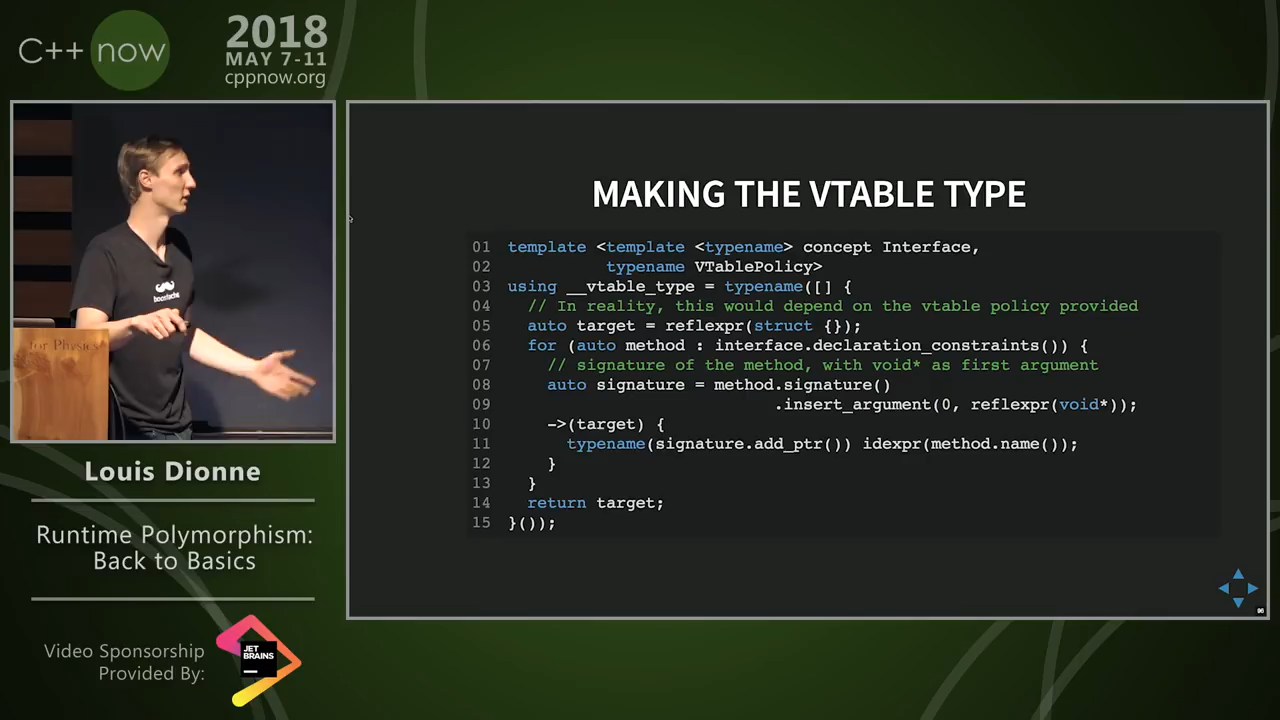 C++ now
2018
MAY 7-11
cppnow.org
for Physics
boostache
Louis Dionne
Runtime Polymorphism:
Back to Basics
Video Sponsorship
Provided By:
JET
BRAINS
MAKING THE VTABLE TYPE
01 template <template <typename> concept Interface,
02           typename VTablePolicy>
03 using __vtable_type = typename([] {
04   // In reality, this would depend on the vtable policy provided
05   auto target = reflexpr(struct {});
06   for (auto method : interface.declaration_constraints()) {
07     // signature of the method, with void* as first argument
08     auto signature = method.signature()
09                            .insert_argument(0, reflexpr(void*));
10     ->(target) {
11       typename(signature.add_ptr()) idexpr(method.name());
12     }
13   }
14   return target;
15 }());